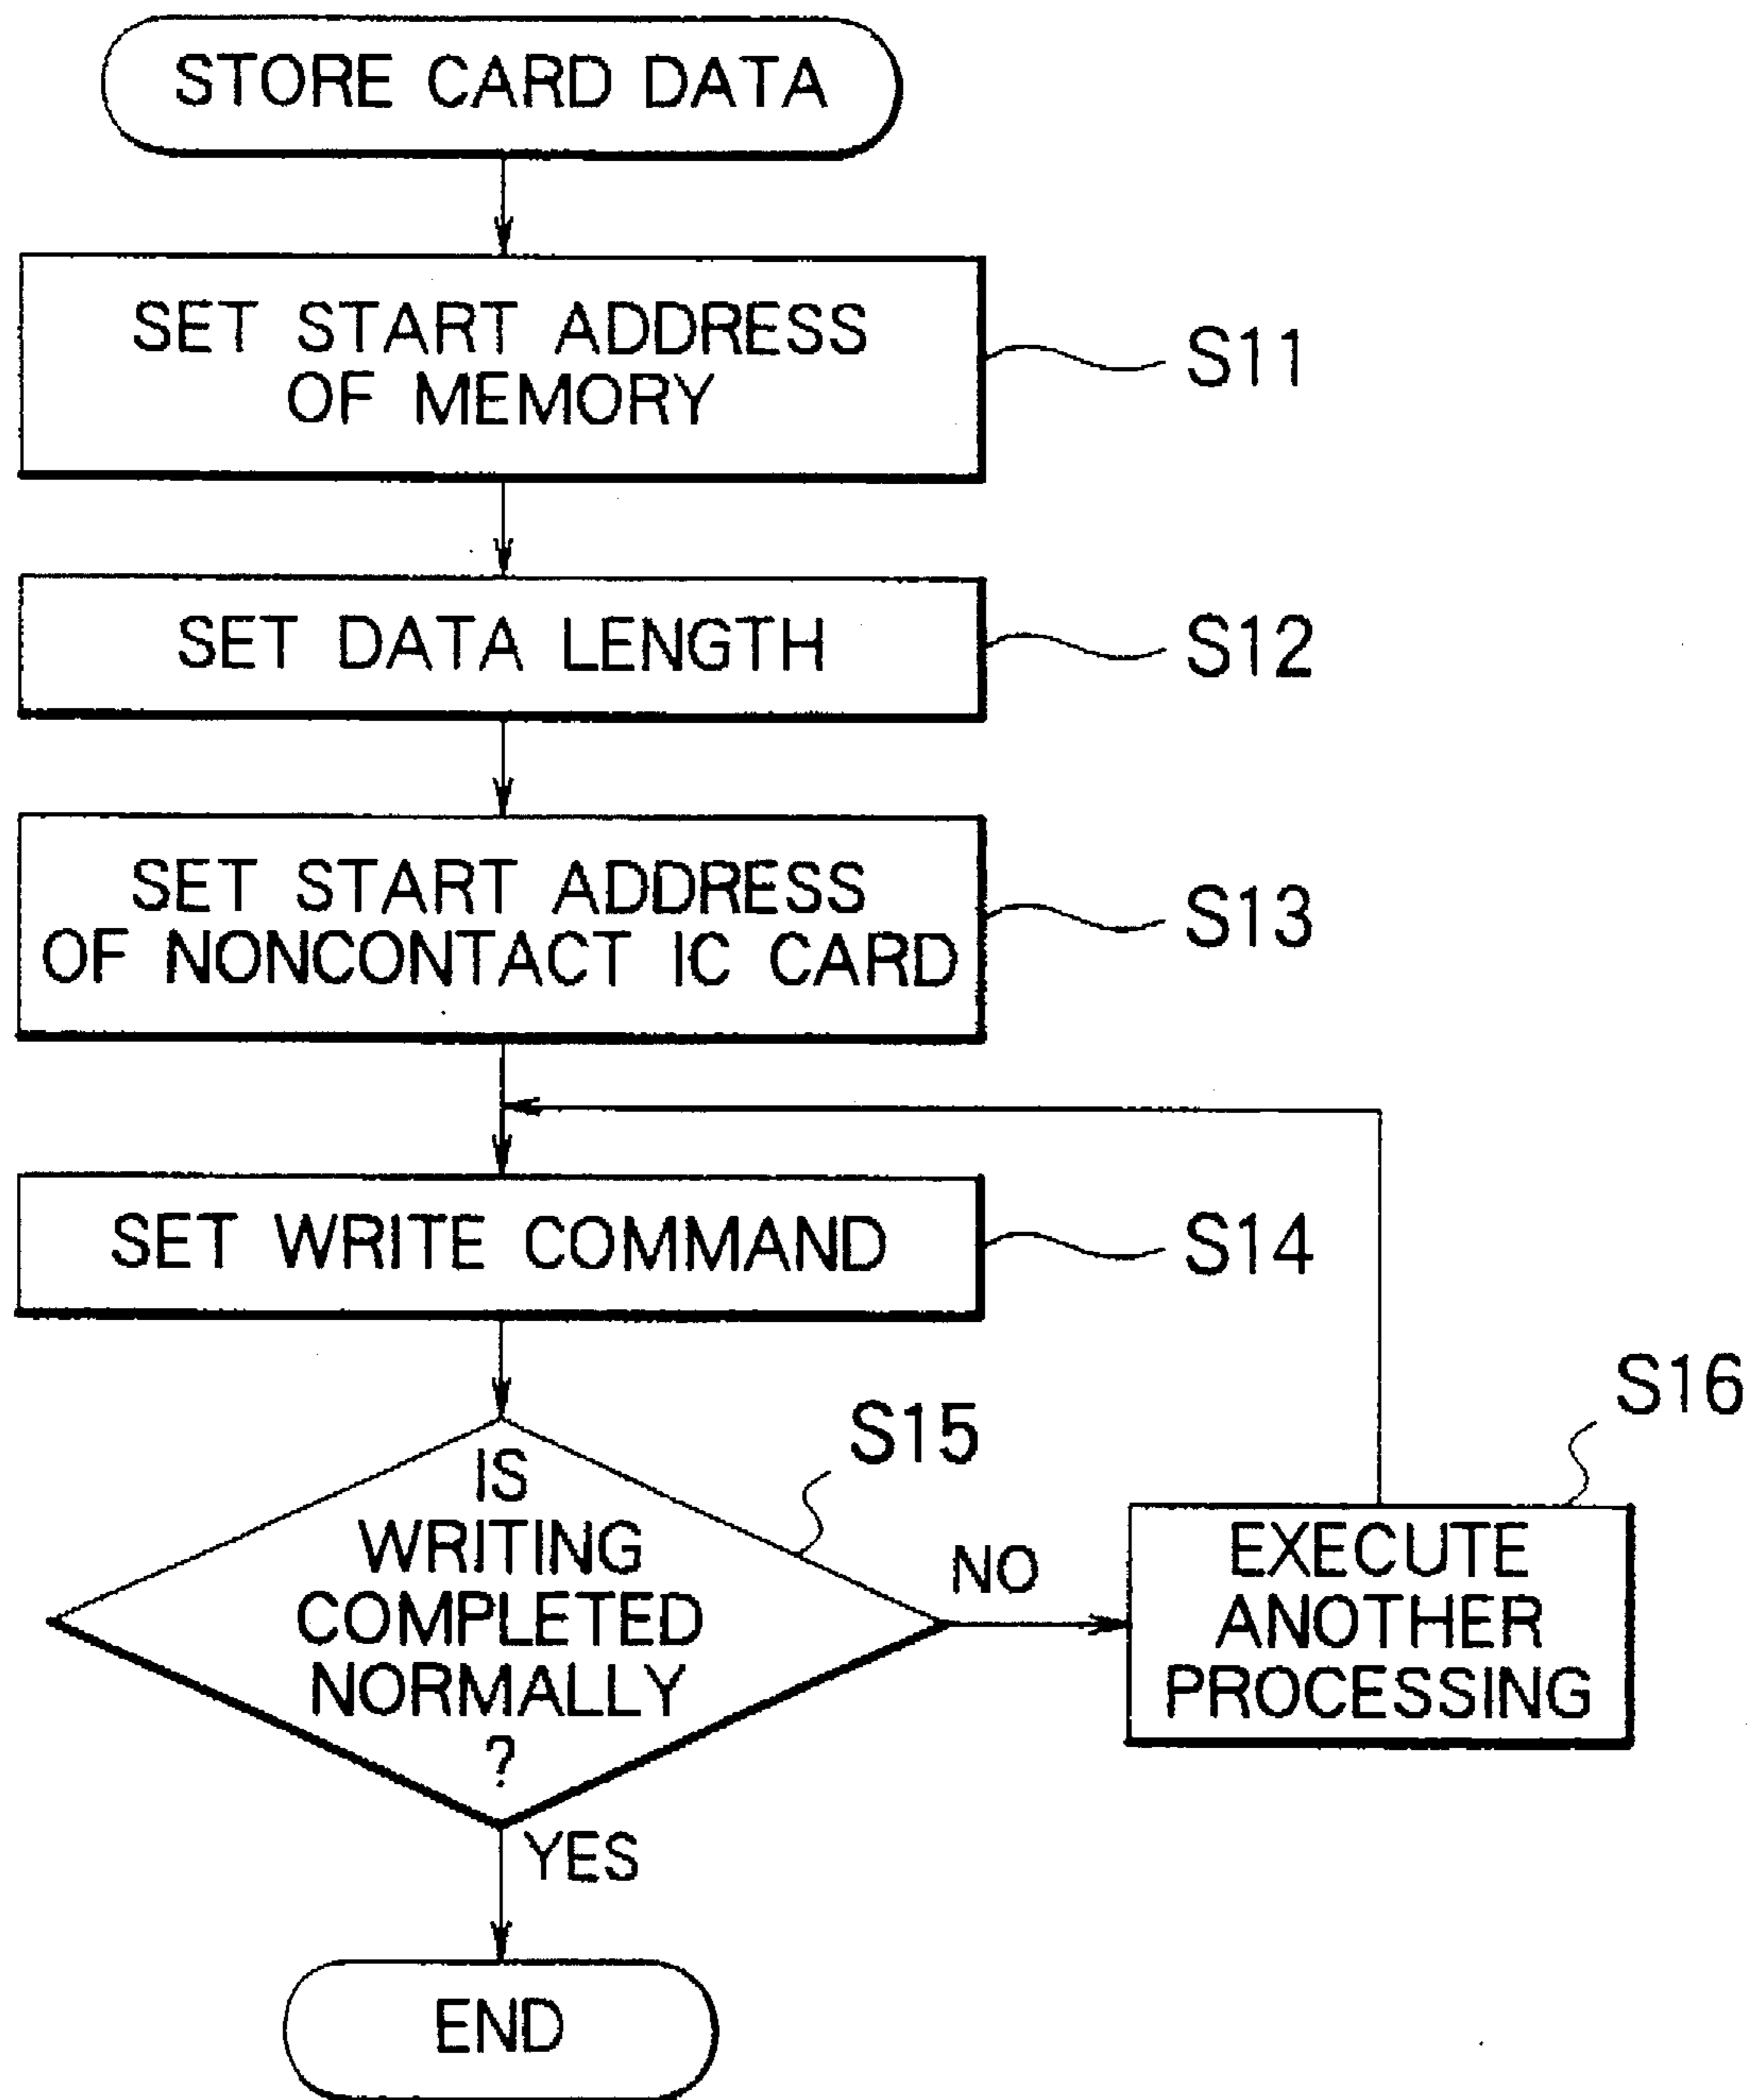 STORE CARD DATA
SET START ADDRESS
OF MEMORY
S11
SET DATA LENGTH
S12
SET START ADDRESS
OF NONCONTACT IC CARD
S13
SET WRITE COMMAND
S14
IS
WRITING
COMPLETED
NORMALLY
?
S15
NO
S16
EXECUTE
ANOTHER
PROCESSING
YES
END